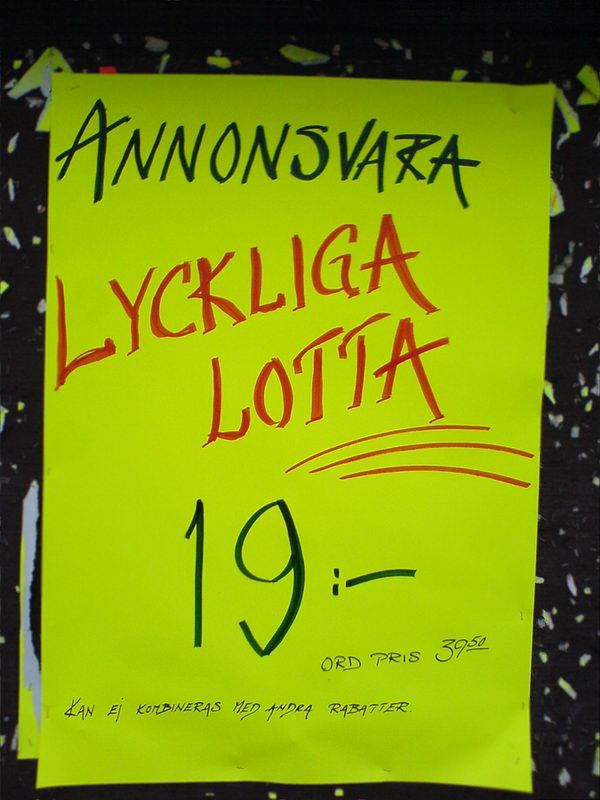 ANNONSVARA
LYCKLIGA
LOTTA
19:-
ORD PRIS 3950
KAN EJ KOMBINERAS MED ANDRA RABATTER.